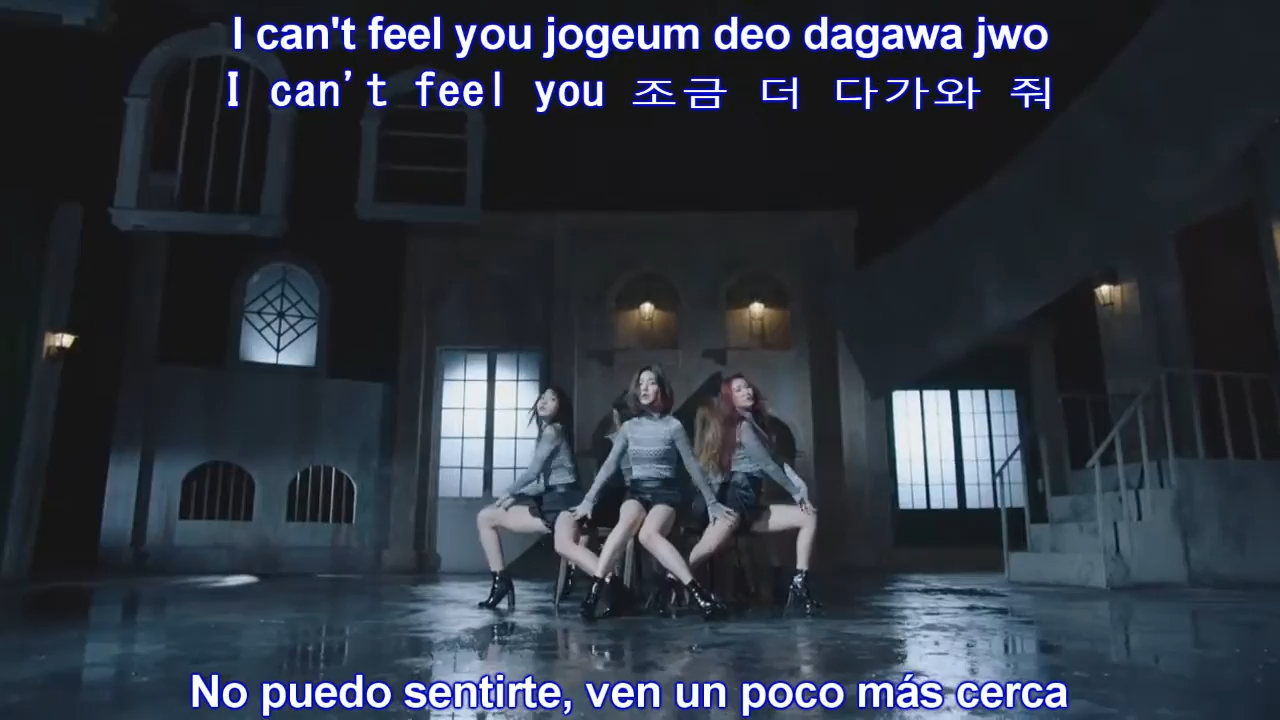 I can't feel you jogeum deo dagawa jwo
I can't feel you 조금 더 다가와 줘
No puedo sentirte, ven un poco más cerca